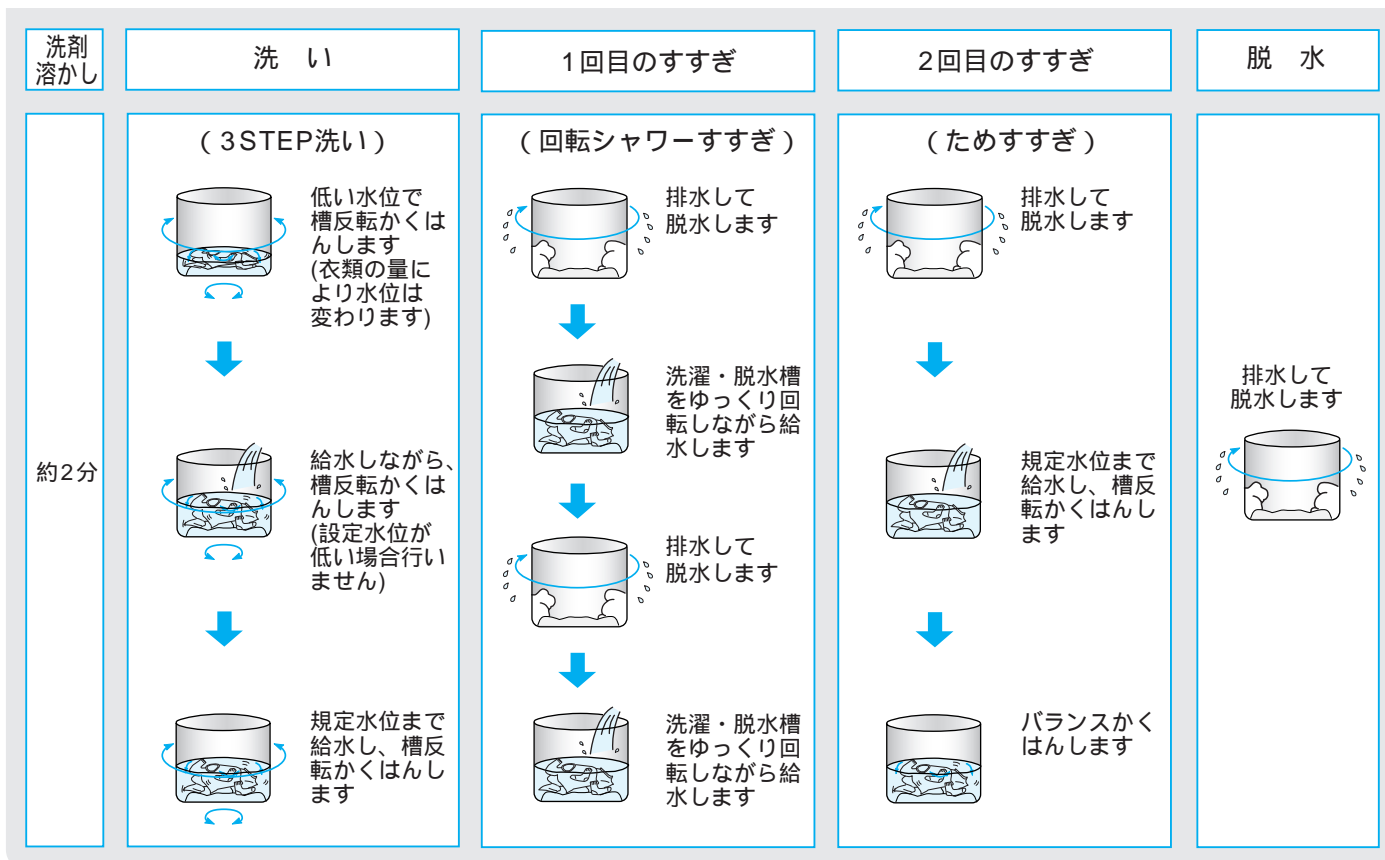 洗剤
溶かし
洗 い
1回目のすすぎ
2回目のすすぎ
脱 水
約2分
(3STEP洗い)
低い水位で
槽反転かくは
んします
(衣類の量に
より水位は
変わります)
給水しながら、
槽反転かくは
んします
(設定水位が
低い場合行い
ません)
規定水位まで
給水し、槽反
転かくはんし
ます
(回転シャワーすすぎ)
排水して
脱水します
洗濯・脱水槽
をゆっくり回
転しながら給
水します
排水して
脱水します
洗濯・脱水槽
をゆっくり回
転しながら給
水します
(ためすすぎ)
排水して
脱水します
規定水位まで
給水し、槽反
転かくはんし
ます
バランスかく
はんします
排水して
脱水します